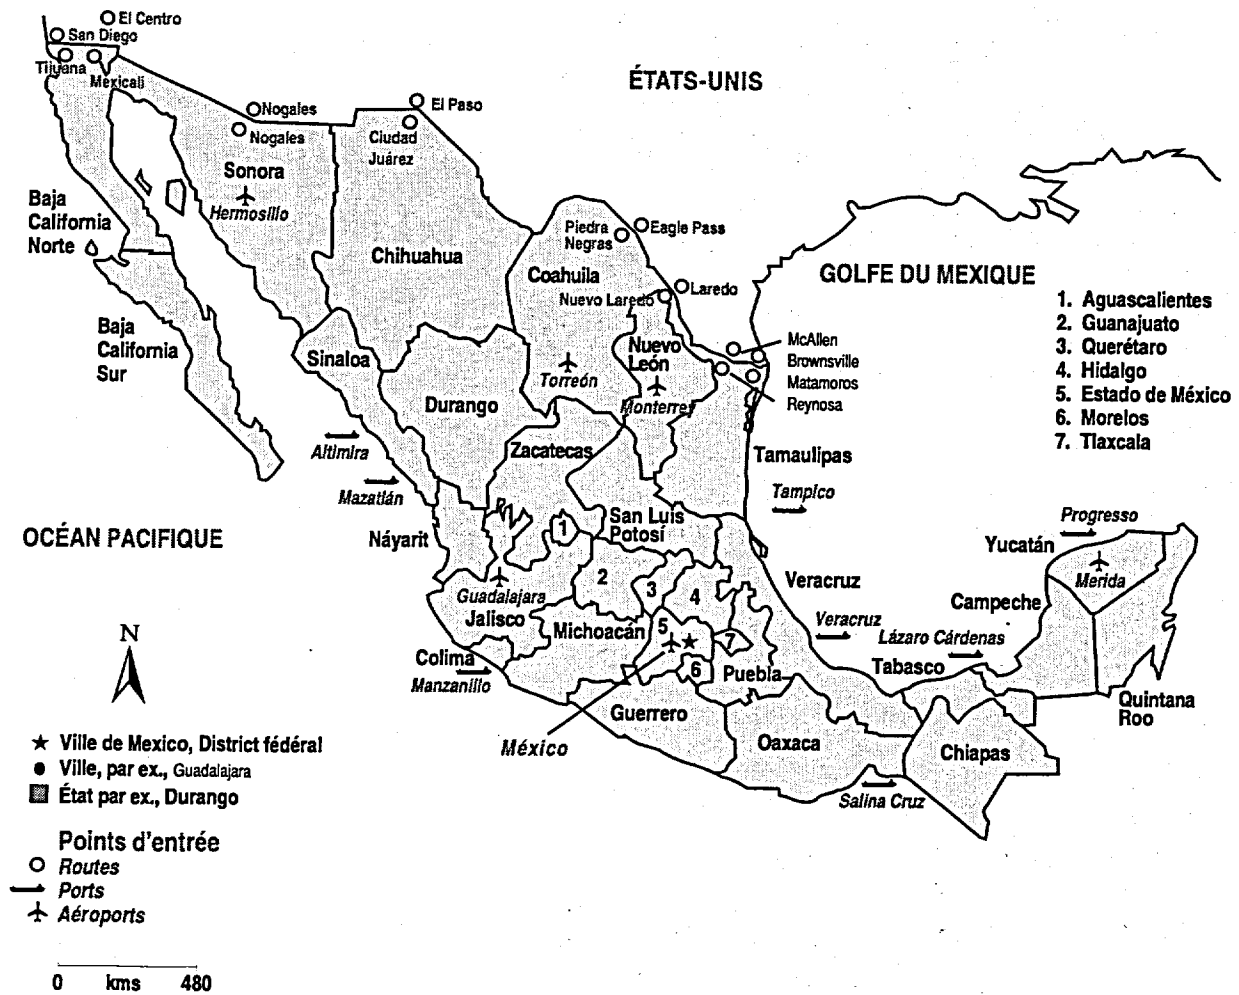 El Centro
San Diego
Tijuana
Mexicali
ÉTATS-UNIS
Nogales
Nogales
El Paso
Ciudad
Juárez
Sonora
Hermosillo
Baja
California
Norte
Chihuahua
Piedra
Negras
Eagle Pass
Coahuila
Nuevo Laredo
Laredo
GOLFE DU MEXIQUE
1. Aguascalientes
2. Guanajuato
3. Querétaro
4. Hidalgo
5. Estado de México
6. Morelos
7. Tlaxcala
Baja
California
Sur
Sinaloa
Nuevo
León
McAllen
Brownsville
Matamoros
Reynosa
Torreón
Monterrey
Durango
Zacatecas
Altimira
Mazatlán
Tamaulipas
Tampico
OCÉAN PACIFIQUE
Náyarit
San Luis
Potosí
1
2
3
4
5
6
7
Guadalajara
Jalisco
Michoacán
Colima
Manzanillo
Puebla
Veracruz
Veracruz
Progresso
Yucatán
Merida
Campeche
Lázaro Cárdenas
Tabasco
Quintana
Roo
Guerrero
México
Oaxaca
Chiapas
Salina Cruz
N
Ville de Mexico, District fédéral
Ville, par ex., Guadalajara
État par ex., Durango
Points d'entrée
Routes
Ports
Aéroports
0 kms 480